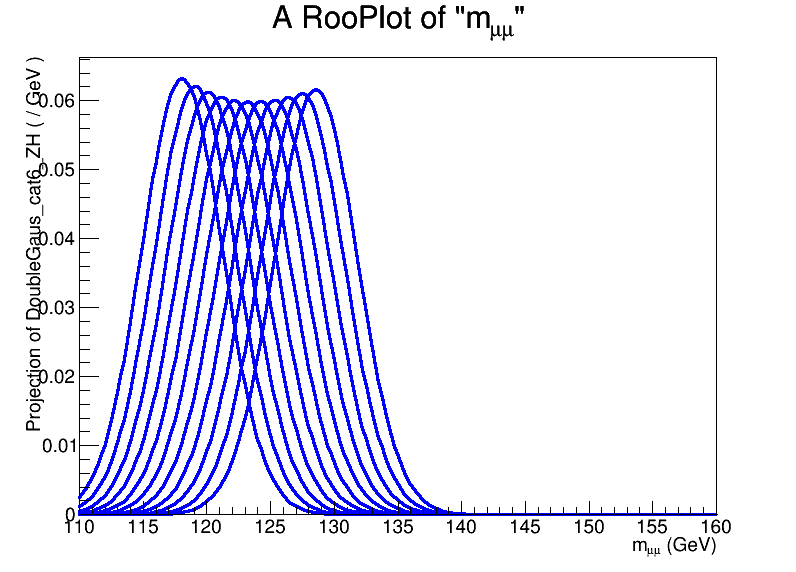 A RooPlot of "mμμ"
Projection of DoubleGaus_cat6_ZH ( / GeV )
0.06
0.05
0.04
0.03
0.02
0.01
0
110 115 120 125 130 135 140 145 150 155 160
mμμ (GeV)